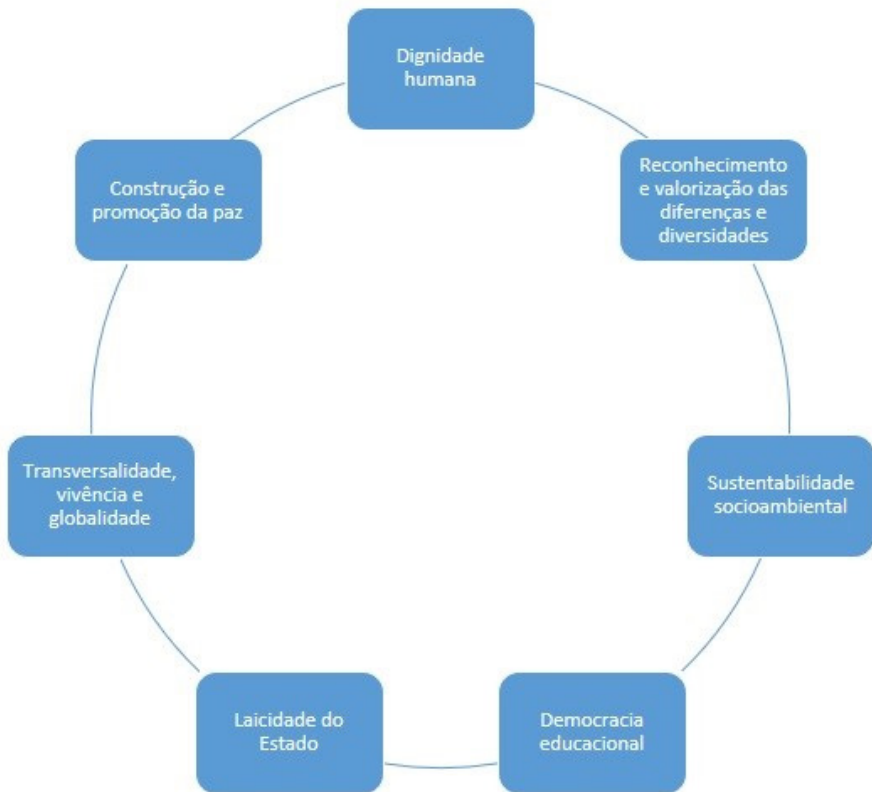 Dignidade
humana
Reconhecimento
e valorização das
diferenças e
diversidades
Sustentabilidade
socioambiental
Democracia
educacional
Laicidade do
Estado
Transversalidade,
vivência e
globalidade
Construção e
promoção da paz